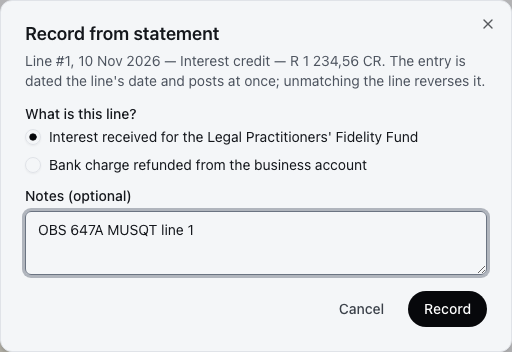 Record from statement
Line #1, 10 Nov 2026 — Interest credit — R 1 234,56 CR. The entry is
dated the line's date and posts at once; unmatching the line reverses it.
What is this line?
Interest received for the Legal Practitioners' Fidelity Fund
Bank charge refunded from the business account
Notes (optional)
OBS 647A MUSQT line 1
Cancel
Record